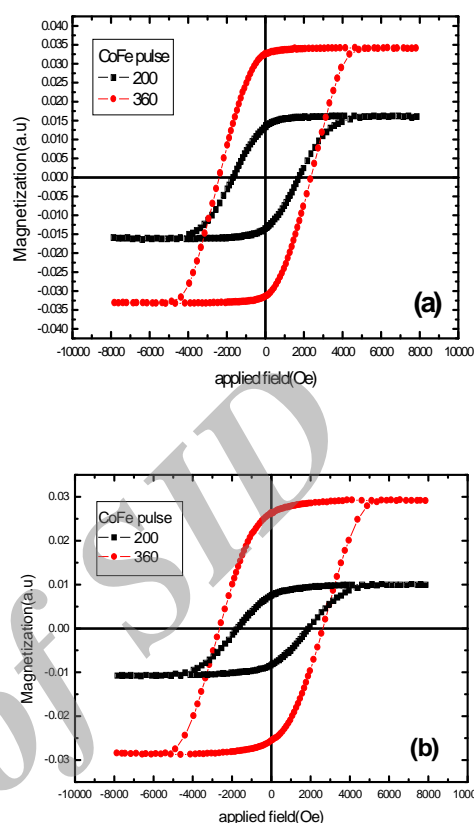 0.040
0.035
0.030
0.025
0.020
0.015
0.010
0.005
0.000
-0.005
-0.010
-0.015
-0.020
-0.025
-0.030
-0.035
-0.040
Magnetization(a.u)
CoFe pulse
200
360
(a)
-10000 -8000 -6000 -4000 -2000 0 2000 4000 6000 8000 10000
applied field(Oe)
0.03
0.02
0.01
0.00
-0.01
-0.02
-0.03
Magnetization(a.u)
CoFe pulse
200
360
(b)
-10000 -8000 -6000 -4000 -2000 0 2000 4000 6000 8000
applied field(Oe)
of SID